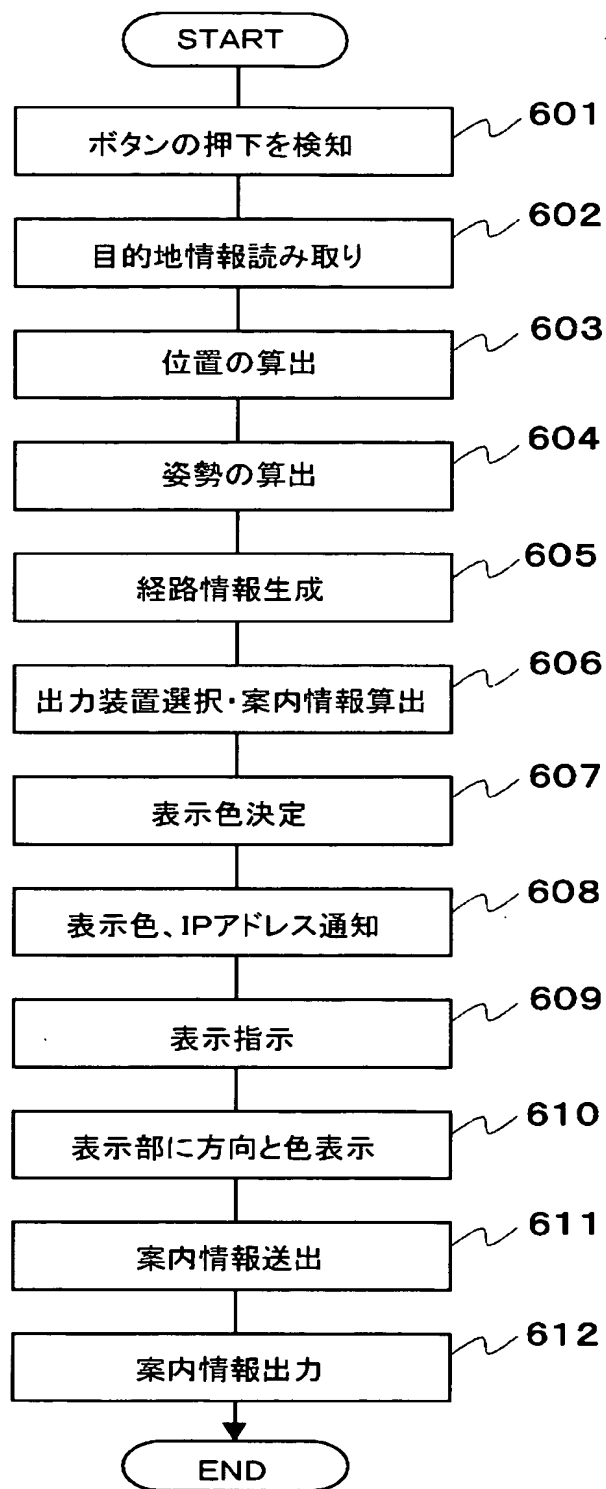 START
ボタンの押下を検知
601
目的地情報読み取り
602
位置の算出
603
姿勢の算出
604
経路情報生成
605
出力装置選択・案内情報算出
606
表示色決定
607
表示色、IPアドレス通知
608
表示指示
609
表示部に方向と色表示
610
案内情報送出
611
案内情報出力
612
END